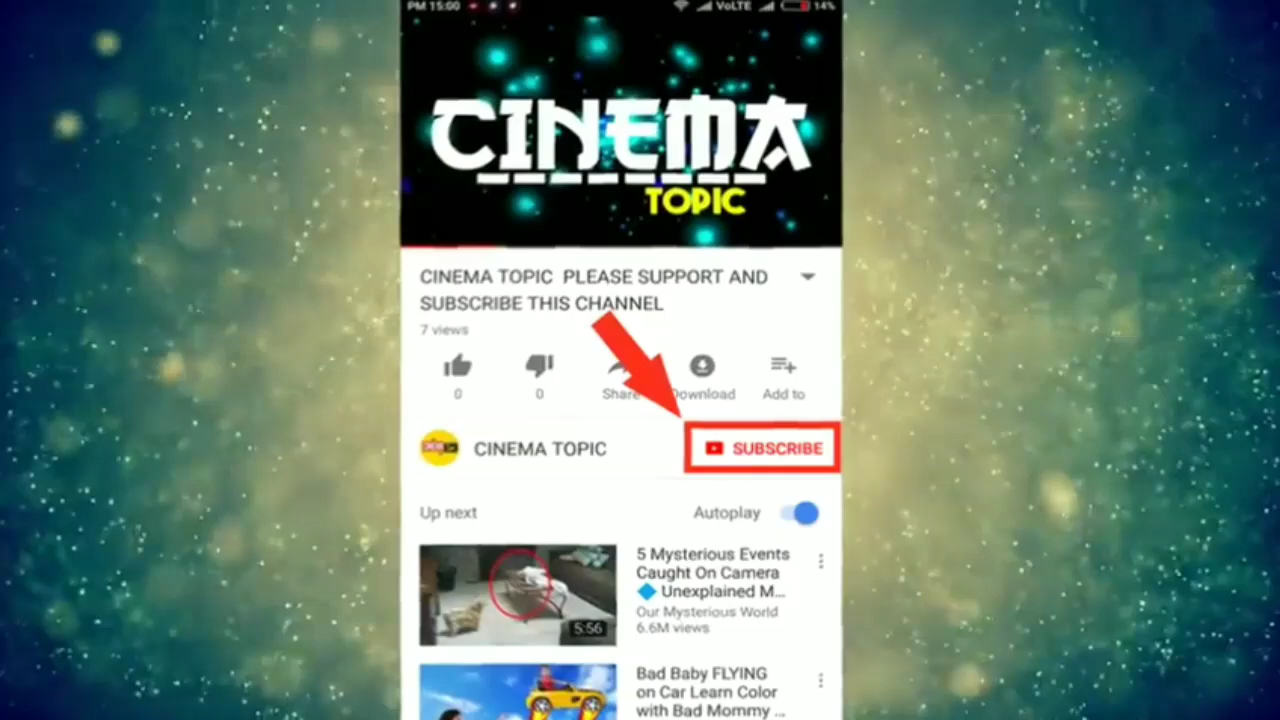 PM 15:00
VoLTE
14%
CINEMA
TOPIC
CINEMA TOPIC PLEASE SUPPORT AND
SUBSCRIBE THIS CHANNEL
7 views
0
0
Share
Download
Add to
CINEMA TOPIC
SUBSCRIBE
Up next
Autoplay
5 Mysterious Events
Caught On Camera
🔷 Unexplained M...
Our Mysterious World
6.6M views
5:56
Bad Baby FLYING
on Car Learn Color
with Bad Mommy ...